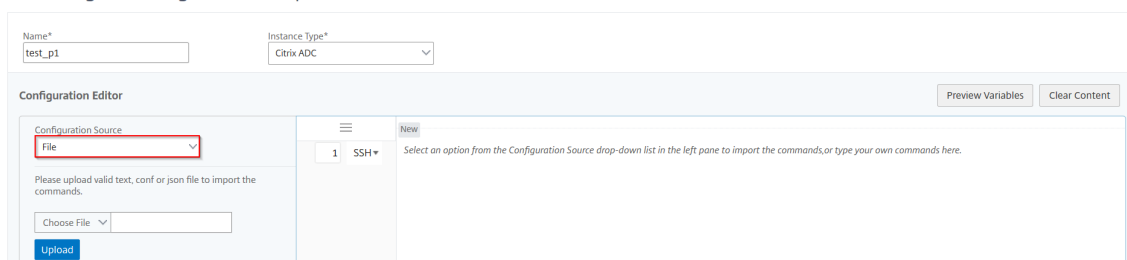 Name*
Instance Type*
test_p1
Citrix ADC
Configuration Editor
Preview Variables
Clear Content
Configuration Source
File
Please upload valid text, conf or json file to import the
commands.
Choose File
Upload
New
1 SSH
Select an option from the Configuration Source drop-down list in the left pane to import the commands,or type your own commands here.